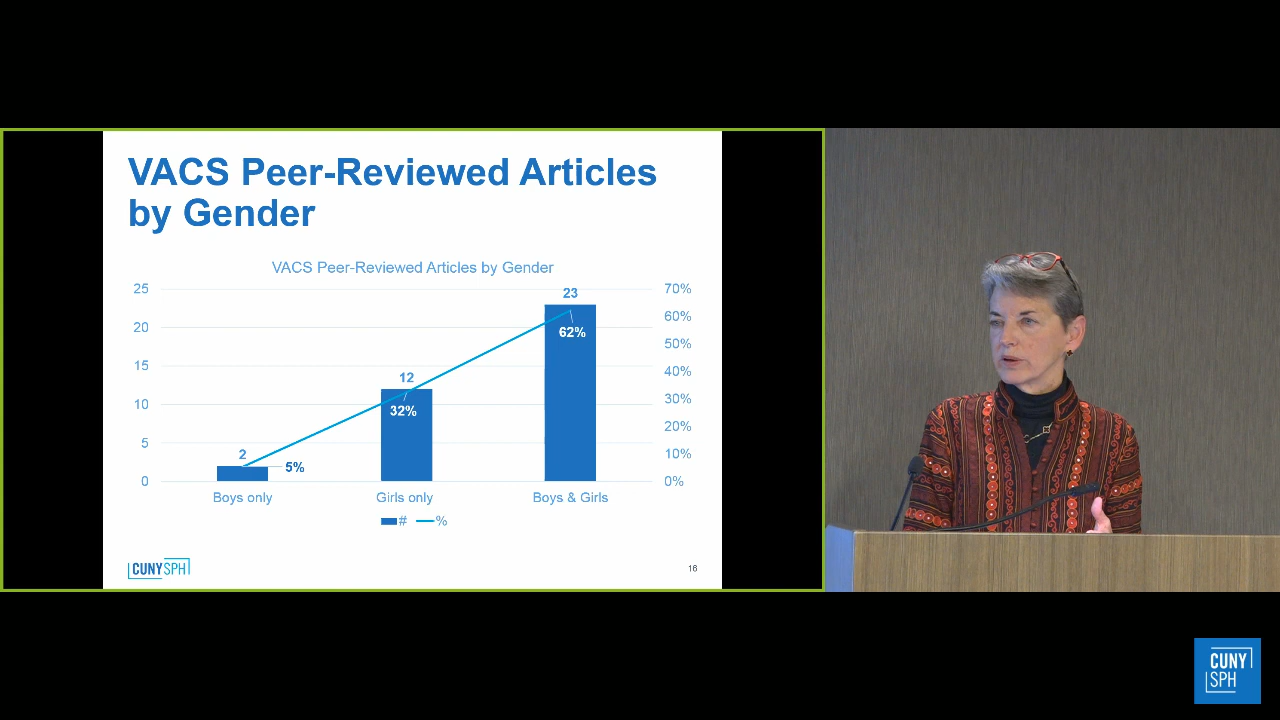 VACS Peer-Reviewed Articles
by Gender
VACS Peer-Reviewed Articles by Gender
25
20
15
10
5
0
70%
60%
50%
40%
30%
20%
10%
0%
2
5%
12
32%
23
62%
Boys only
Girls only
Boys & Girls
#
%
CUNY SPH
16
CUNY
SPH